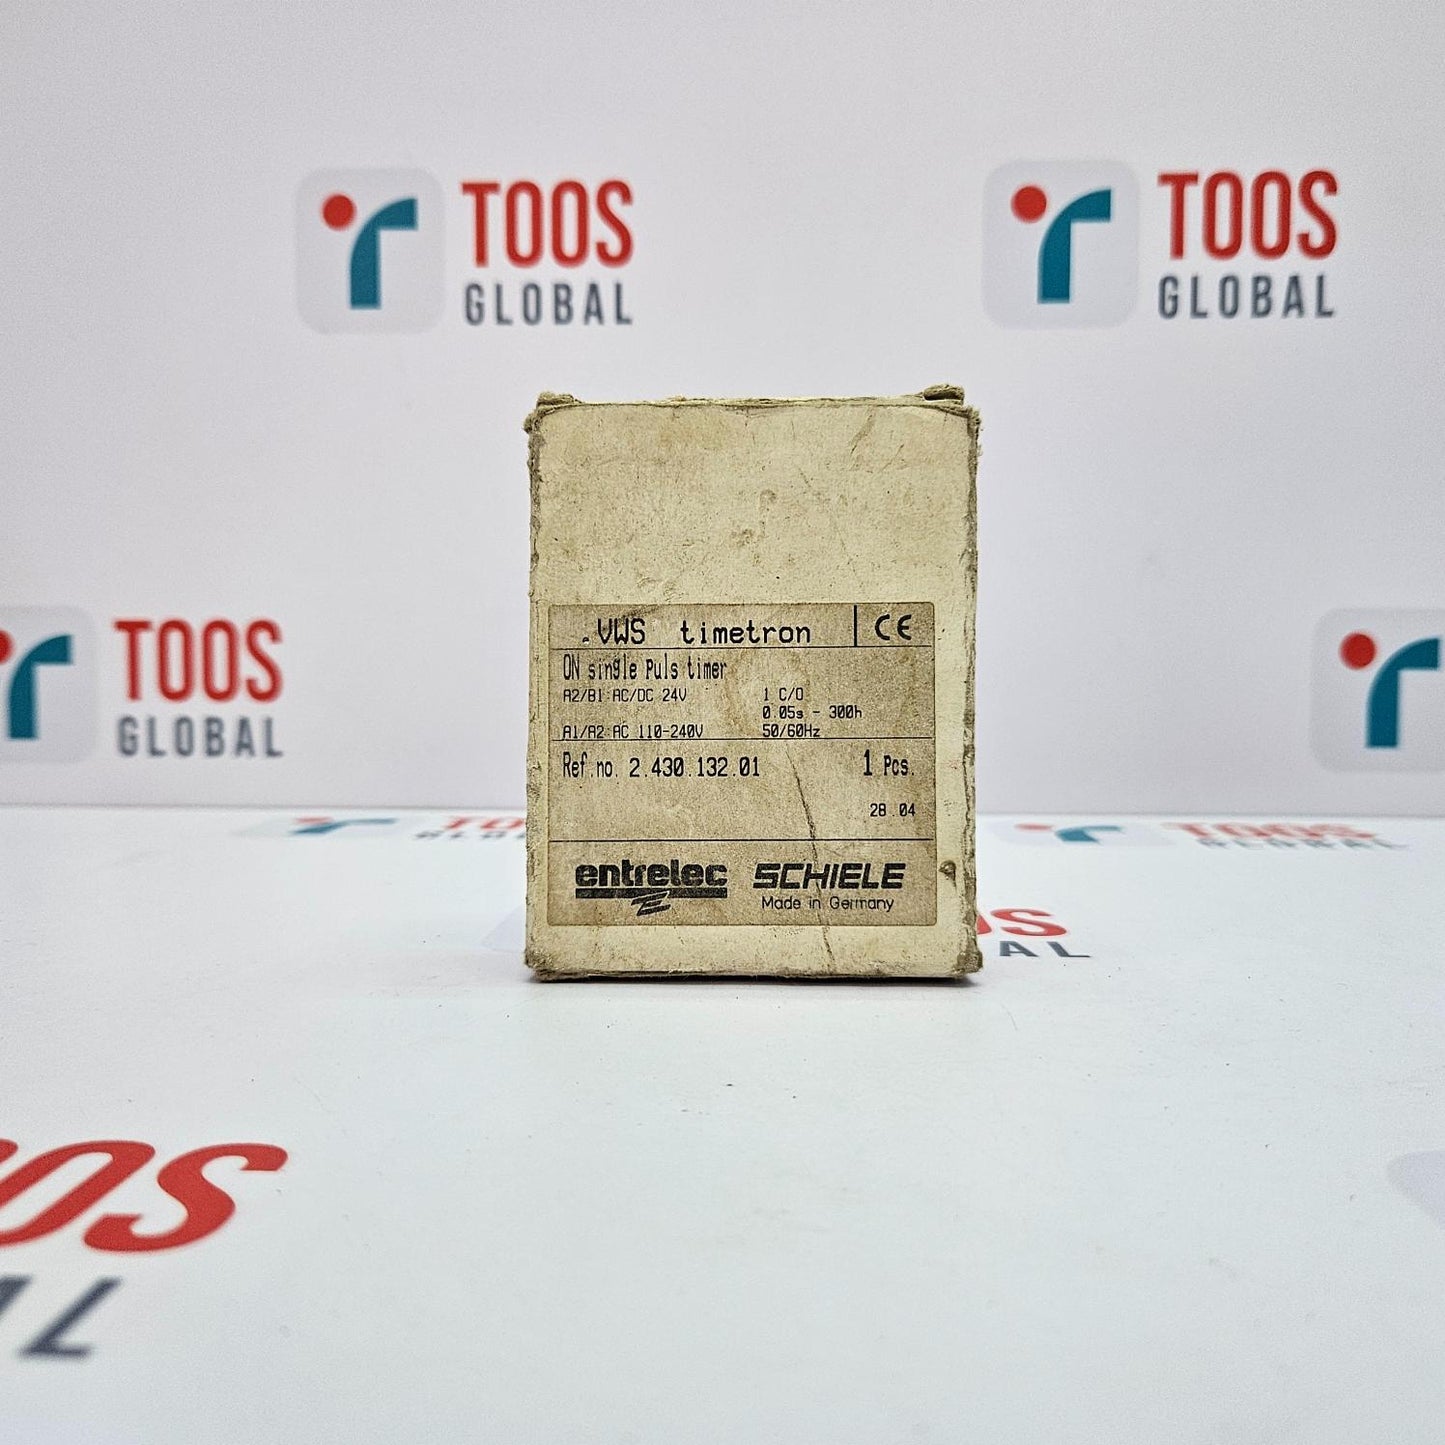 TOOS
GLOBAL
TOOS
GLOBAL
TOOS
GLOBAL
VWS timetron CE
ON single Puls timer
A2/B1:AC/DC 24V 1 C/O
0.05s - 300h
A1/A2:AC 110-240V 50/60Hz
Ref.no. 2.430.132.01 1 Pcs.
28.04
entrelec SCHIELE
Made in Germany